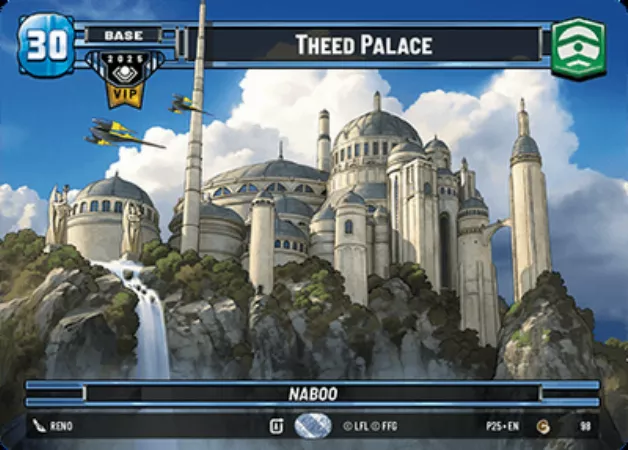 30
BASE
THEED PALACE
2025
VIP
NABOO
RENO
© LFL © FFG
P25 • EN
G
98